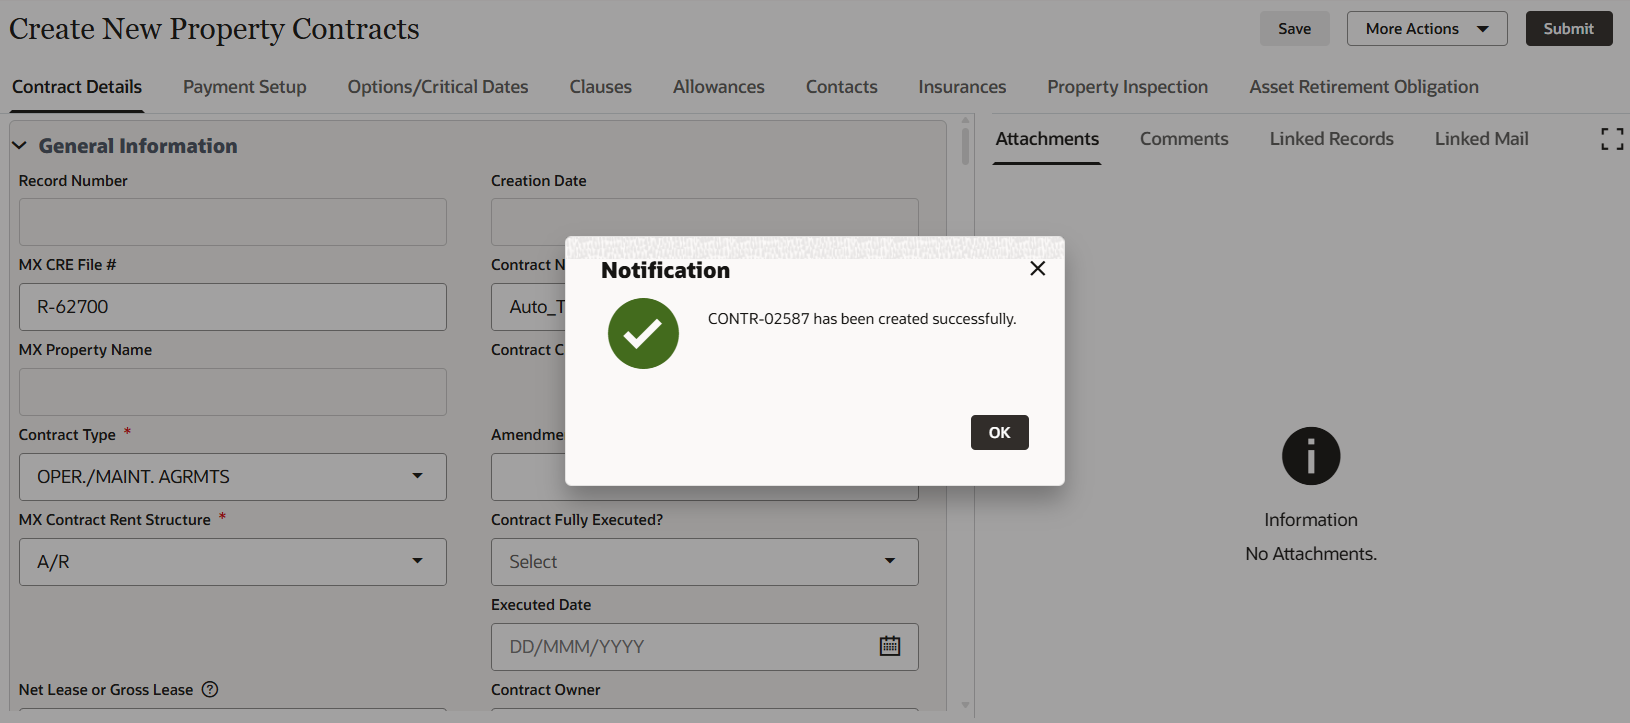 Create New Property Contracts
Save
More Actions
Submit
Contract Details
Payment Setup
Options/Critical Dates
Clauses
Allowances
Contacts
Insurances
Property Inspection
Asset Retirement Obligation
General Information
Attachments
Comments
Linked Records
Linked Mail
Record Number
Creation Date
MX CRE File #
Contract N
R-62700
Auto_T
Notification
CONTR-02587 has been created successfully.
OK
MX Property Name
Contract C
Contract Type *
Amendme
OPER./MAINT. AGRMTS
MX Contract Rent Structure *
Contract Fully Executed?
A/R
Select
Executed Date
DD/MMM/YYYY
Net Lease or Gross Lease ?
Contract Owner
Information
No Attachments.